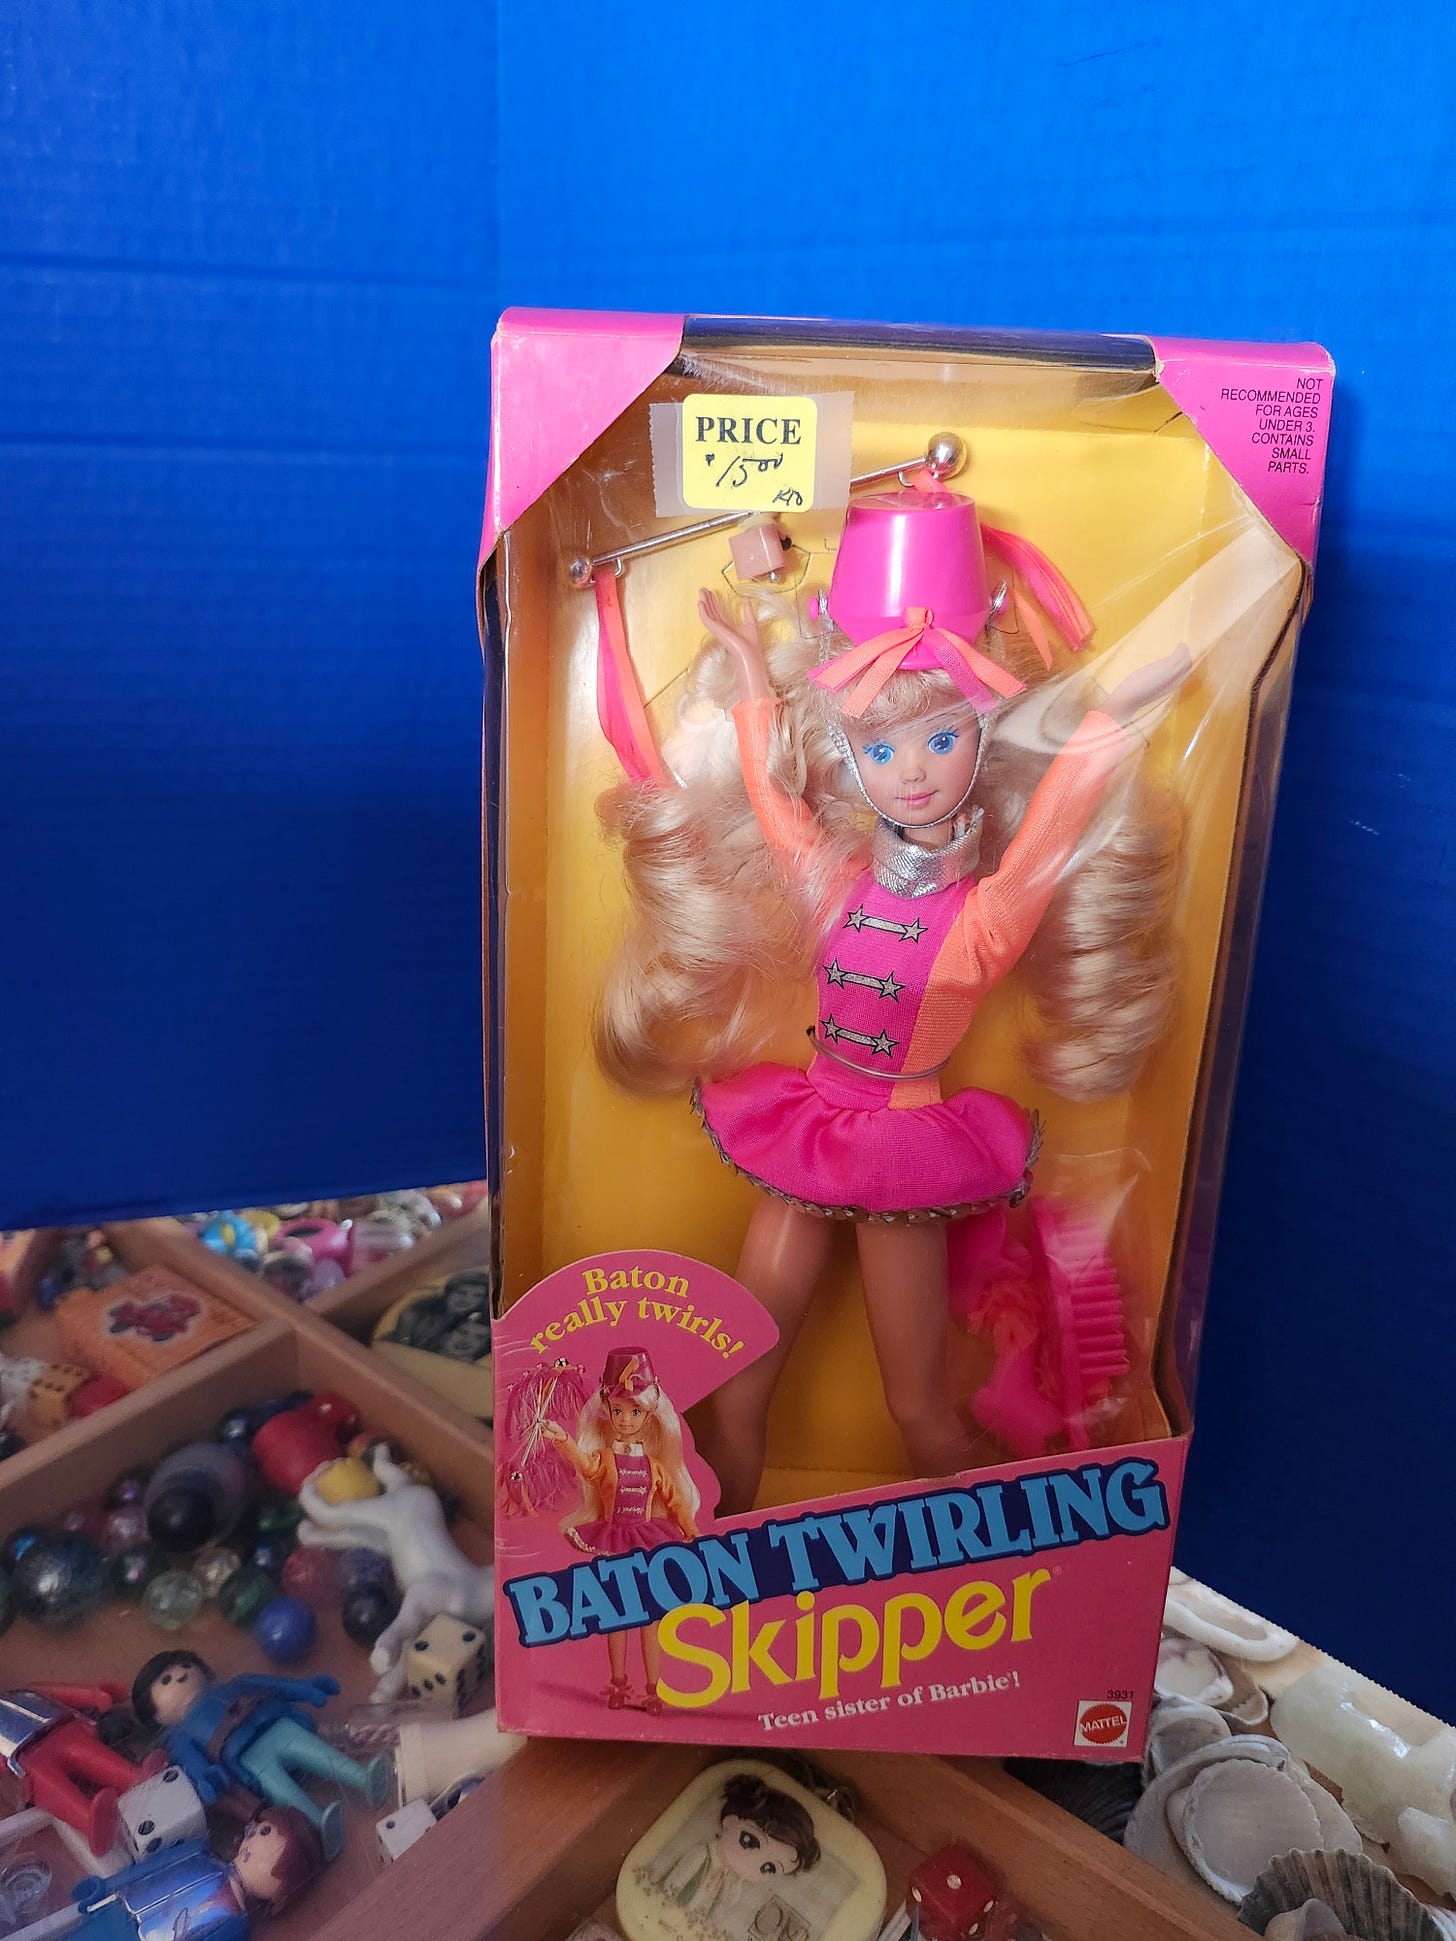 NOT
RECOMMENDED
FOR AGES
UNDER 3.
CONTAINS
SMALL
PARTS.
PRICE
$15.00
Baton
really twirls!
BATON TWIRLING
Skipper®
Teen sister of Barbie®!
3931
MATTEL